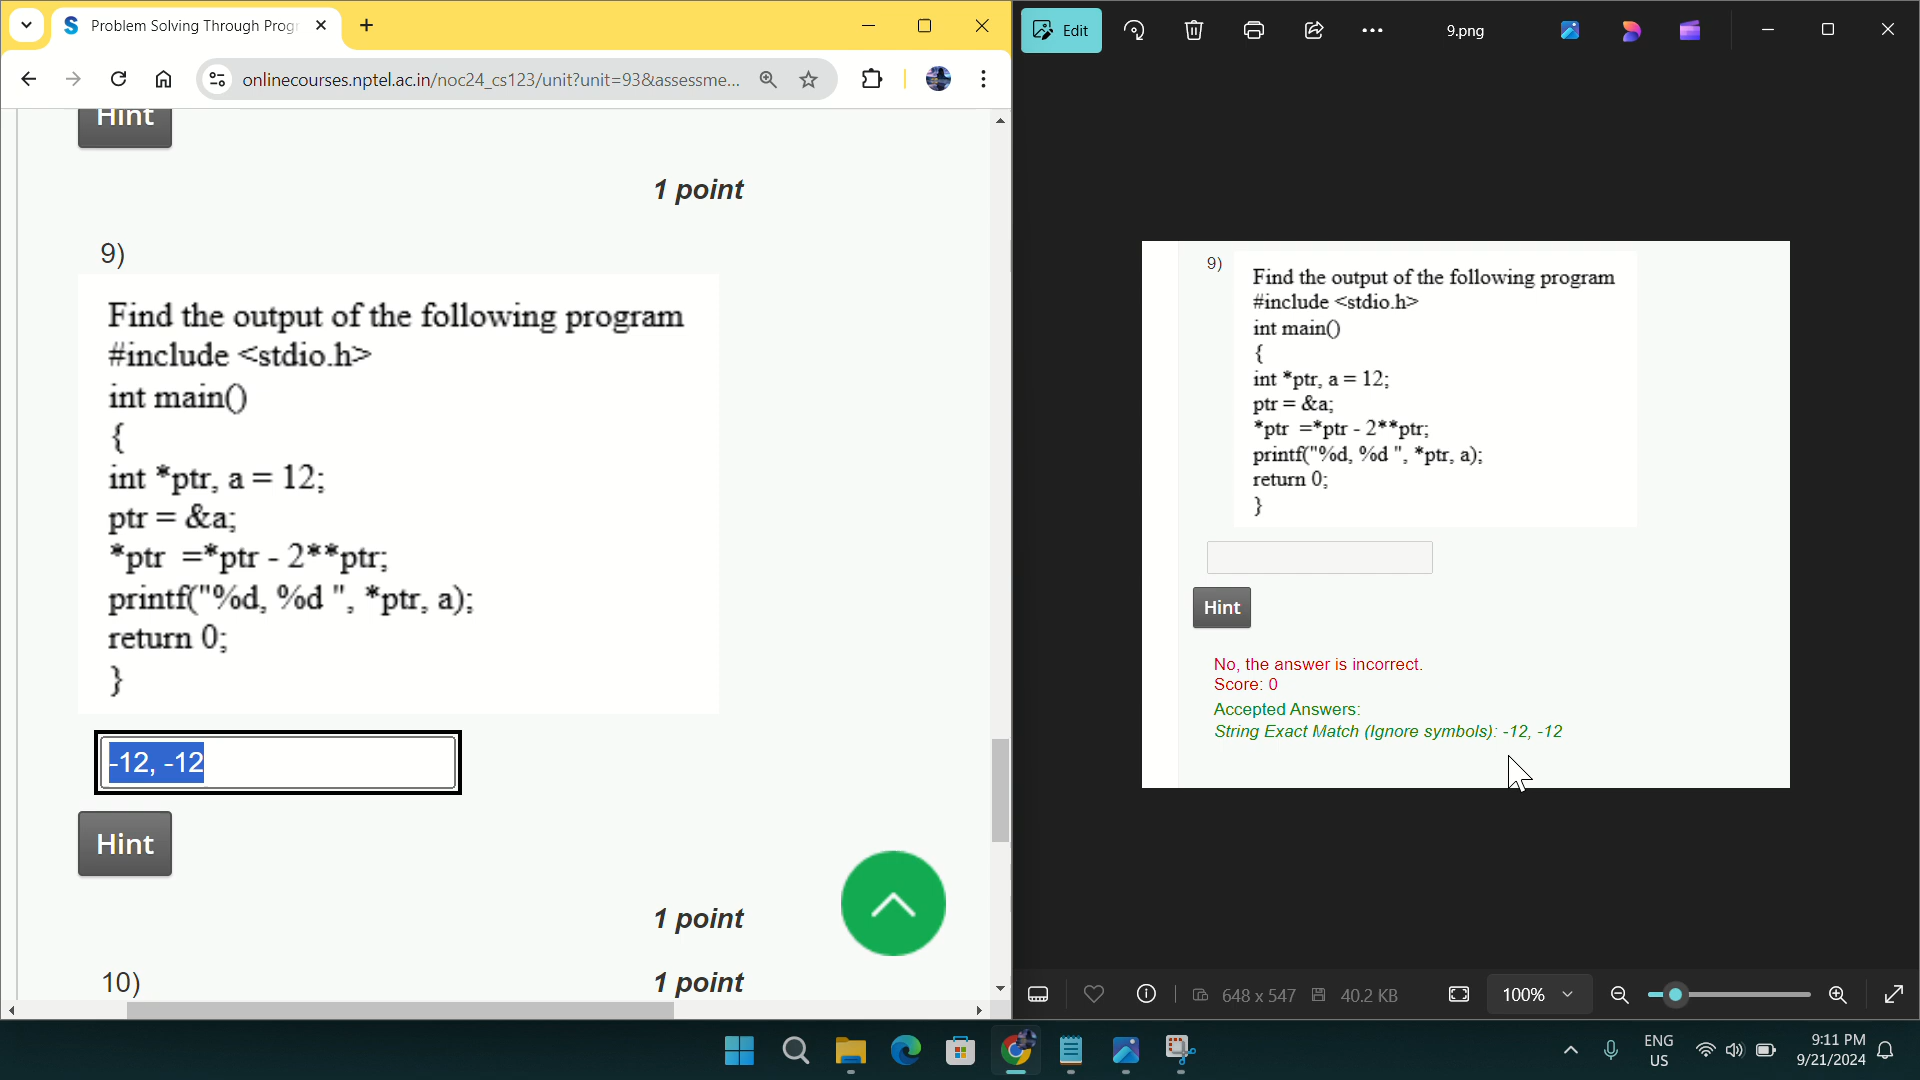 Problem Solving Through Progr
onlinecourses.nptel.ac.in/noc24_cs123/unit?unit=93&assessme...
Hint
1 point
9)
Find the output of the following program
#include <stdio.h>
int main()
{
int *ptr, a = 12;
ptr = &a;
*ptr =*ptr - 2**ptr;
printf("%d, %d ", *ptr, a);
return 0;
}
-12, -12
Hint
1 point
10)
1 point
Edit
9.png
9)
Find the output of the following program
#include <stdio.h>
int main()
{
int *ptr, a = 12;
ptr = &a;
*ptr =*ptr - 2**ptr;
printf("%d, %d ", *ptr, a);
return 0;
}
Hint
No, the answer is incorrect.
Score: 0
Accepted Answers:
String Exact Match (Ignore symbols): -12, -12
648 x 547
40.2 KB
100%
ENG
US
9:11 PM
9/21/2024